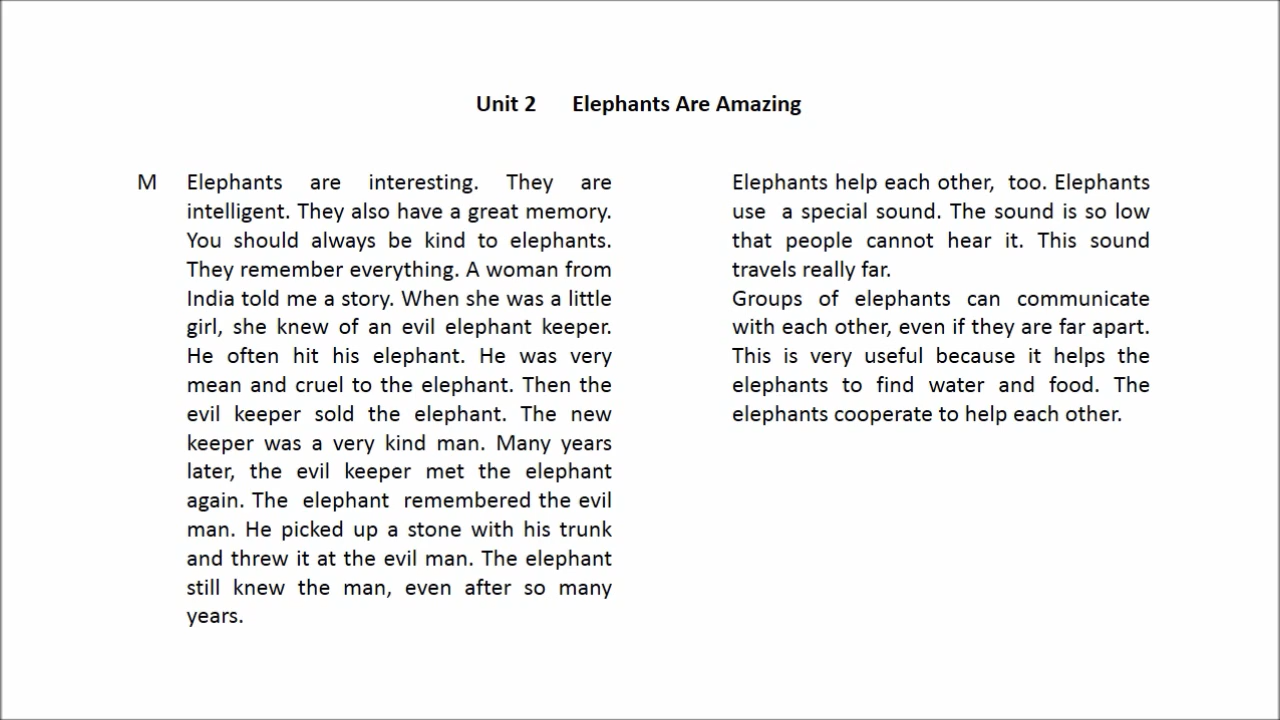 Unit 2 Elephants Are Amazing
M Elephants are interesting. They are
intelligent. They also have a great memory.
You should always be kind to elephants.
They remember everything. A woman from
India told me a story. When she was a little
girl, she knew of an evil elephant keeper.
He often hit his elephant. He was very
mean and cruel to the elephant. Then the
evil keeper sold the elephant. The new
keeper was a very kind man. Many years
later, the evil keeper met the elephant
again. The elephant remembered the evil
man. He picked up a stone with his trunk
and threw it at the evil man. The elephant
still knew the man, even after so many
years.
Elephants help each other, too. Elephants
use a special sound. The sound is so low
that people cannot hear it. This sound
travels really far.
Groups of elephants can communicate
with each other, even if they are far apart.
This is very useful because it helps the
elephants to find water and food. The
elephants cooperate to help each other.